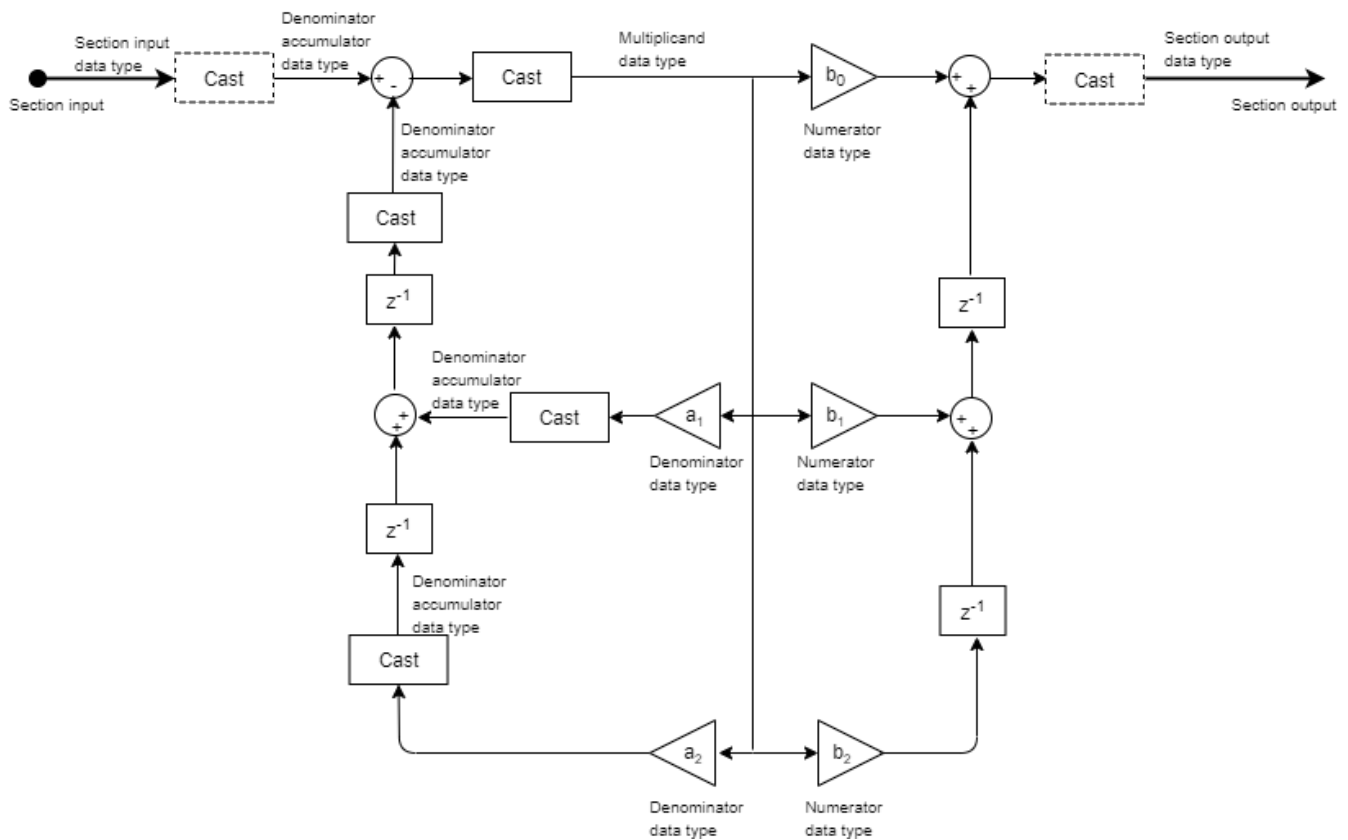 Section input
data type
Section input
Cast
Denominator
accumulator
data type
+
-
Cast
Multiplicand
data type
b0
Numerator
data type
+
+
Cast
Section output
data type
Section output
Denominator
accumulator
data type
Cast
z-1
z-1
Denominator
accumulator
data type
+
+
Cast
a1
Denominator
data type
b1
Numerator
data type
+
+
z-1
Denominator
accumulator
data type
z-1
Cast
a2
Denominator
data type
b2
Numerator
data type